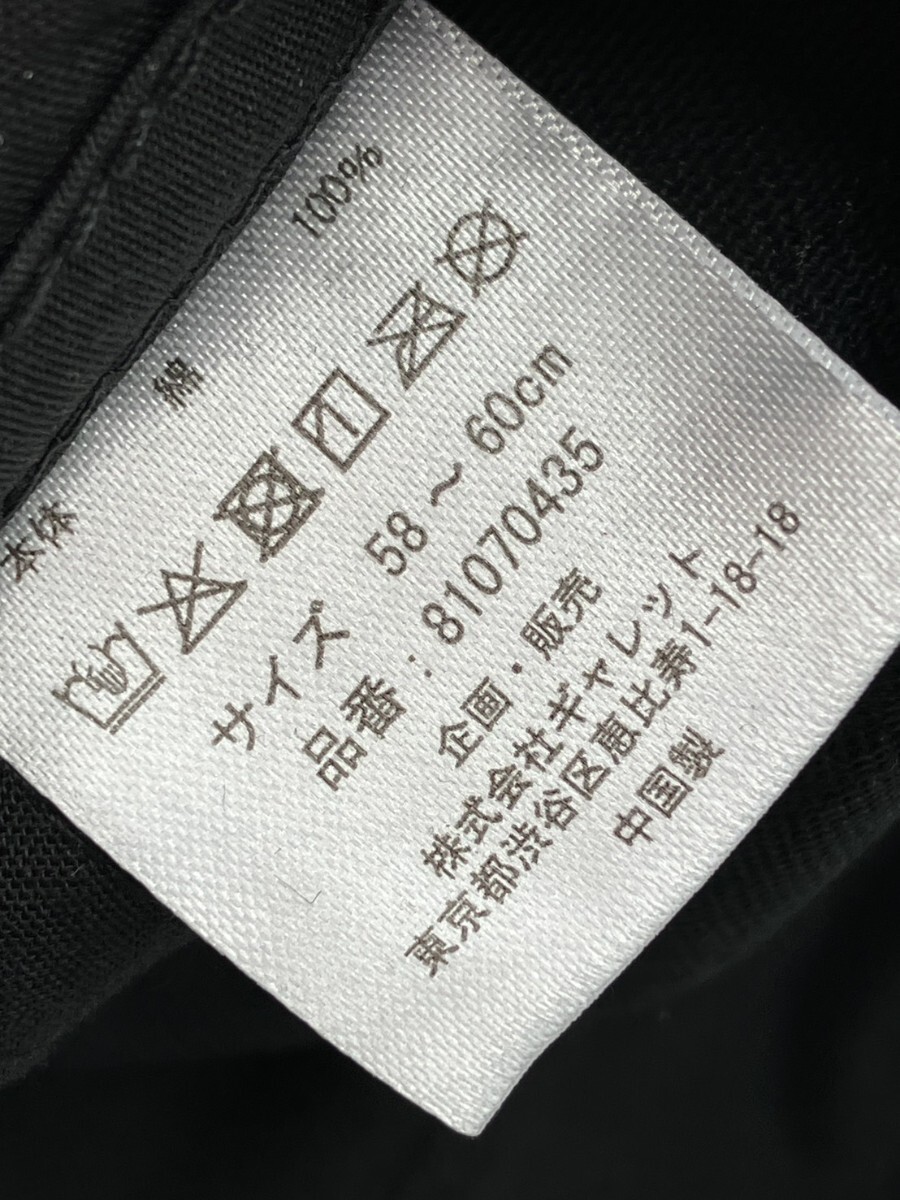 本体 綿 100%
サイズ 58～60cm
品番：81070435
企画・販売
株式会社ギャレット
東京都渋谷区恵比寿1-18-18
中国製